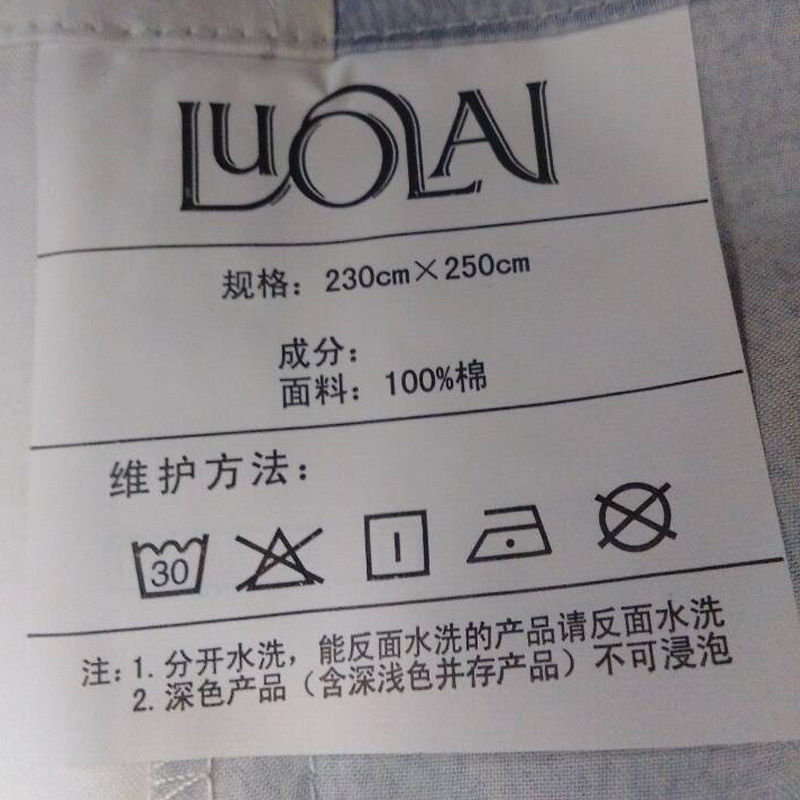 LUOLAI
规格：230cm×250cm
成分：
面料：100%棉
维护方法：
30
注：1. 分开水洗，能反面水洗的产品请反面水洗
2. 深色产品（含深浅色并存产品）不可浸泡